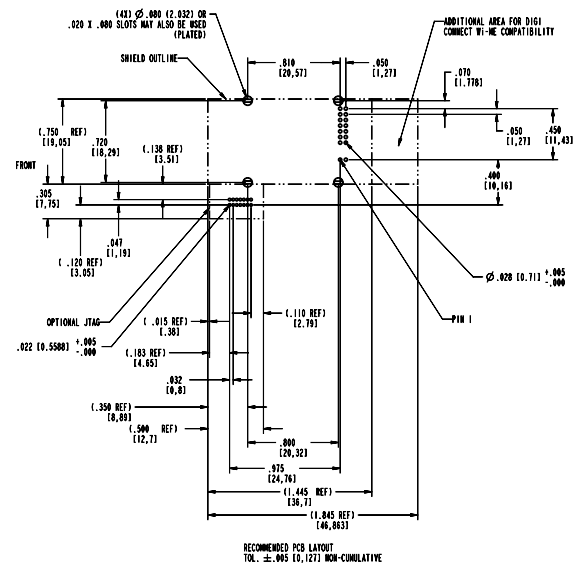 (4X) Ø.080 (2.032) OR
.020 X .080 SLOTS MAY ALSO BE USED
(PLATED)
SHIELD OUTLINE
.810
[20,57]
.050
[1,27]
ADDITIONAL AREA FOR DIGI
CONNECT Wi-ME COMPATIBILITY
.070
[1.778]
(.750 REF)
[19,05]
.720
[18,29]
(.138 REF)
[3.51]
.050
[1,27]
.450
[11,43]
FRONT
.305
[7,75]
.400
[10,16]
.047
[1,19]
( .120 REF)
[3.05]
Ø.028 [0.71] +.005
-.000
OPTIONAL JTAG
( .015 REF)
[.38]
(.110 REF)
[2.79]
PIN 1
.022 [0.5588] +.005
-.000
(.183 REF)
[4.65]
.032
[0,8]
(.350 REF)
[8,89]
(.500 REF)
[12,7]
.800
[20,32]
.975
[24,76]
(1.445 REF)
[36,7]
(1.845 REF)
[46,863]
RECOMMENDED PCB LAYOUT
TOL. ±.005 [0,127] NON-CUMULATIVE